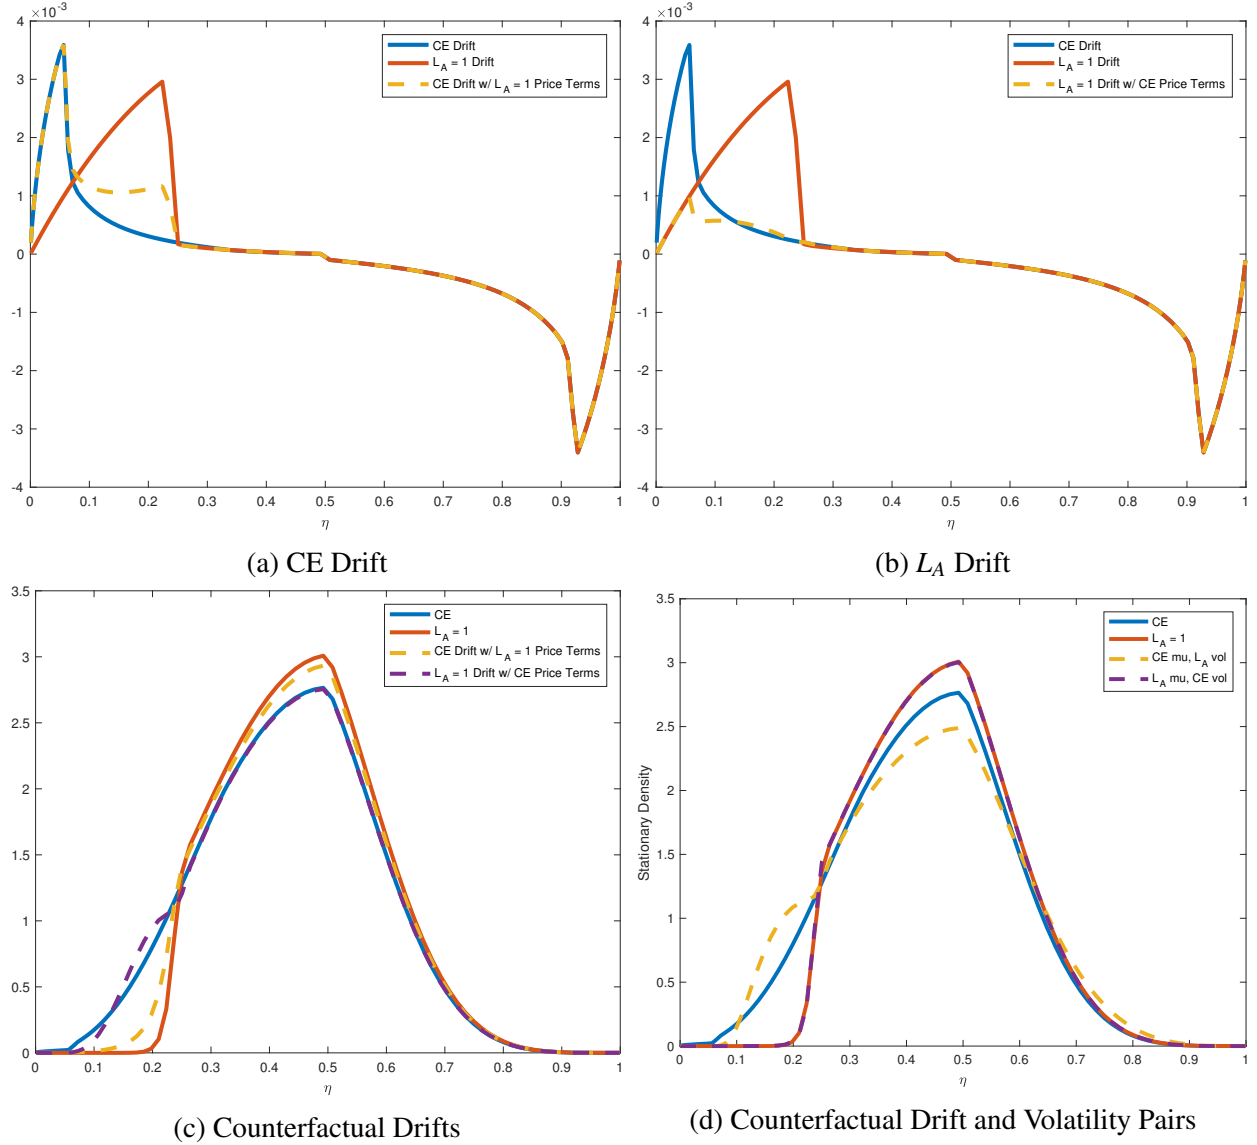 ×10⁻³
4
3
2
1
0
-1
-2
-3
-4
0 0.1 0.2 0.3 0.4 0.5 0.6 0.7 0.8 0.9 1
η
CE Drift
L_A = 1 Drift
CE Drift w/ L_A = 1 Price Terms
(a) CE Drift
×10⁻³
4
3
2
1
0
-1
-2
-3
-4
0 0.1 0.2 0.3 0.4 0.5 0.6 0.7 0.8 0.9 1
η
CE Drift
L_A = 1 Drift
L_A = 1 Drift w/ CE Price Terms
(b) L_A Drift
3.5
3
2.5
2
1.5
1
0.5
0
0 0.1 0.2 0.3 0.4 0.5 0.6 0.7 0.8 0.9 1
η
CE
L_A = 1
CE Drift w/ L_A = 1 Price Terms
L_A = 1 Drift w/ CE Price Terms
(c) Counterfactual Drifts
Stationary Density
3.5
3
2.5
2
1.5
1
0.5
0
0 0.1 0.2 0.3 0.4 0.5 0.6 0.7 0.8 0.9 1
η
CE
L_A = 1
CE mu, L_A vol
L_A mu, CE vol
(d) Counterfactual Drift and Volatility Pairs